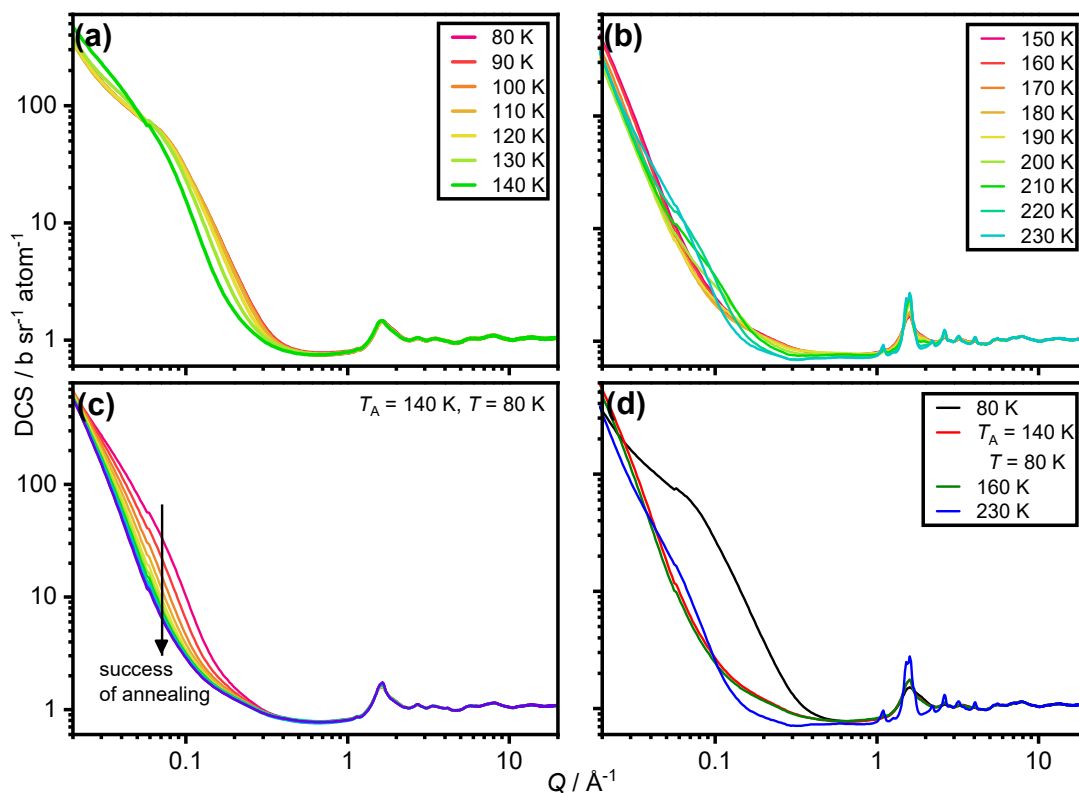 (a)
80 K
90 K
100 K
110 K
120 K
130 K
140 K
(b)
150 K
160 K
170 K
180 K
190 K
200 K
210 K
220 K
230 K
100
10
1
DCS / b sr-1 atom-1
(c)
T_A = 140 K, T = 80 K
success
of annealing
(d)
80 K
T_A = 140 K
T = 80 K
160 K
230 K
100
10
1
0.1
1
10
0.1
1
10
Q / Å-1